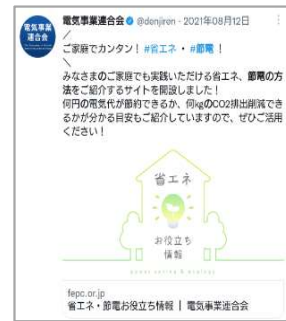 電気事業連合会 @denjiren・2021年08月12日
電気事業
連合会
／
ご家庭でカンタン！ #省エネ ・ #節電 ！
＼
みなさまのご家庭でも実践いただける省エネ、節電の方
法をご紹介するサイトを開設しました！
何円の電気代が節約できるか、何kgのCO2排出削減でき
るかが分かる目安もご紹介していますので、ぜひご活用
ください！
省エネ
お役立ち
情報
power saving & ecology
fepc.or.jp
省エネ・節電お役立ち情報 | 電気事業連合会